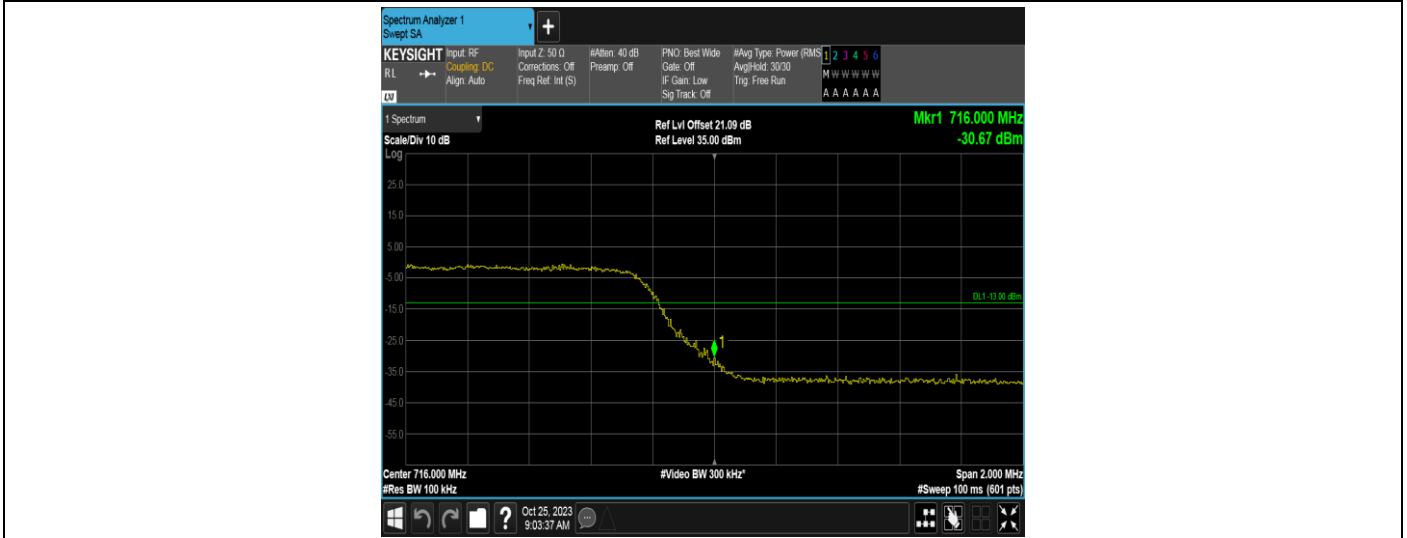 Spectrum Analyzer 1
Swept SA
+
KEYSIGHT
RL
LXI
Input: RF
Coupling: DC
Align: Auto
Input Z: 50 Ω
Corrections: Off
Freq Ref: Int (S)
#Atten: 40 dB
Preamp: Off
PNO: Best Wide
Gate: Off
IF Gain: Low
Sig Track: Off
#Avg Type: Power (RMS
Avg|Hold: 30/30
Trig: Free Run
1 2 3 4 5 6
M W W W W W
A A A A A A
1 Spectrum
Scale/Div 10 dB
Ref Lvl Offset 21.09 dB
Ref Level 35.00 dBm
Mkr1 716.000 MHz
-30.67 dBm
Log
25.0
15.0
5.00
-5.00
DL1 -13.00 dBm
-15.0
1
-25.0
-35.0
-45.0
-55.0
Center 716.000 MHz
#Video BW 300 kHz*
Span 2.000 MHz
#Res BW 100 kHz
#Sweep 100 ms (601 pts)
?
Oct 25, 2023
9:03:37 AM